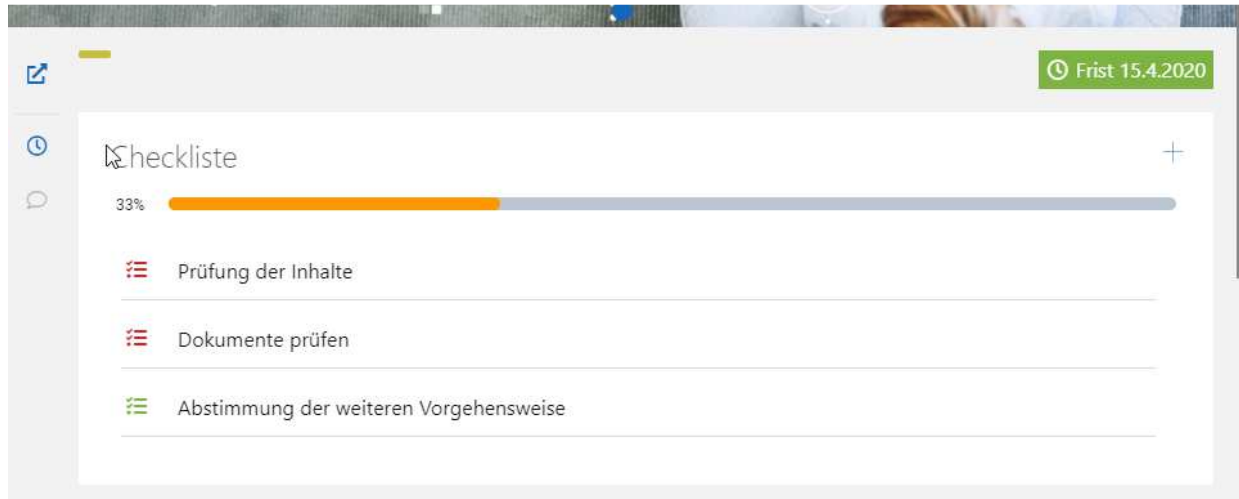 Frist 15.4.2020
Checkliste
33%
Prüfung der Inhalte
Dokumente prüfen
Abstimmung der weiteren Vorgehensweise